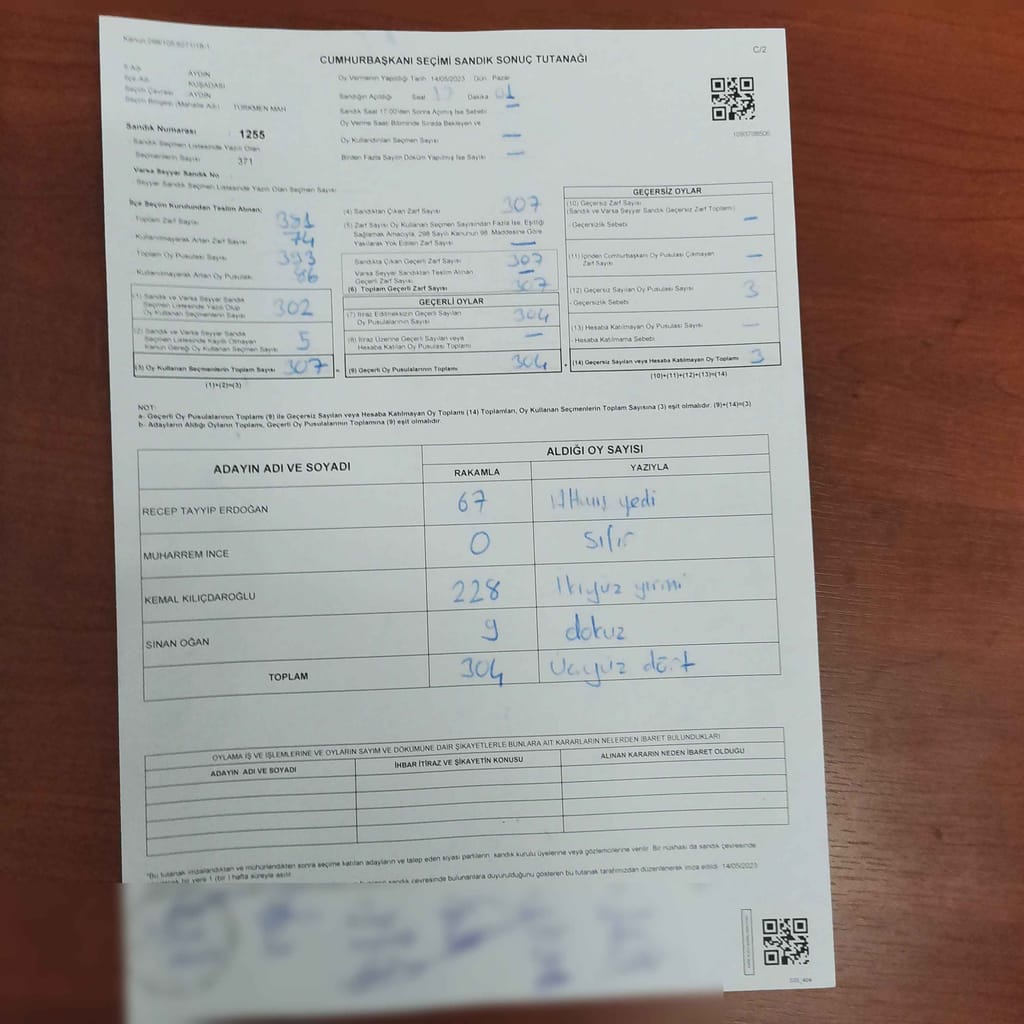 Kanun 298/105-6271/18-1
C/2
CUMHURBAŞKANI SEÇİMİ SANDIK SONUÇ TUTANAĞI
İl Adı AYDIN
İlçe Adı KUŞADASI
Seçim Çevresi AYDIN
Seçim Bölgesi (Mahalle Adı) TÜRKMEN MAH
Sandık Numarası : 1255
Sandık Seçmen Listesinde Yazılı Olan
Seçmenlerin Sayısı 371
Varsa Seyyar Sandık No
Seyyar Sandık Seçmen Listesinde Yazılı Olan Seçmen Sayısı
Oy Vermenin Yapıldığı Tarih 14/05/2023 Gün Pazar
Sandığın Açıldığı Saat 17 Dakika 01
Sandık Saat 17:00'den Sonra Açılmış İse Sebebi —
Oy Verme Saati Bitiminde Sırada Bekleyen ve
Oy Kullandırılan Seçmen Sayısı —
Birden Fazla Sayım Döküm Yapılmış İse Sayısı —
1093708506
İlçe Seçim Kurulundan Teslim Alınan;
Toplam Zarf Sayısı 381
Kullanılmayarak Artan Zarf Sayısı 74
Toplam Oy Pusulası Sayısı 393
Kullanılmayarak Artan Oy Pusulası 86
(1) Sandık ve Varsa Seyyar Sandık
Seçmen Listesinde Yazılı Olup
Oy Kullanan Seçmenlerin Sayısı 302
(2) Sandık ve Varsa Seyyar Sandık
Seçmen Listesinde Kayıtlı Olmayan
Kanun Gereği Oy Kullanan Seçmen Sayısı 5
(3) Oy Kullanan Seçmenlerin Toplam Sayısı 307 =
(1)+(2)=(3)
(4) Sandıktan Çıkan Zarf Sayısı 307
(5) Zarf Sayısı Oy Kullanan Seçmen Sayısından Fazla İse, Eşitliği
Sağlamak Amacıyla, 298 Sayılı Kanunun 98. Maddesine Göre
Yakılarak Yok Edilen Zarf Sayısı —
Sandıkta Çıkan Geçerli Zarf Sayısı 307
Varsa Seyyar Sandıktan Teslim Alınan
Geçerli Zarf Sayısı —
(6) Toplam Geçerli Zarf Sayısı 307
GEÇERLİ OYLAR
(7) İtiraz Edilmeksizin Geçerli Sayılan
Oy Pusulalarının Sayısı 304
(8) İtiraz Üzerine Geçerli Sayılan veya
Hesaba Katılan Oy Pusulası Toplamı —
(9) Geçerli Oy Pusulalarının Toplamı 304 +
GEÇERSİZ OYLAR
(10) Geçersiz Zarf Sayısı
(Sandık ve Varsa Seyyar Sandık Geçersiz Zarf Toplamı) —
- Geçersizlik Sebebi
(11) İçinden Cumhurbaşkanı Oy Pusulası Çıkmayan
Zarf Sayısı —
(12) Geçersiz Sayılan Oy Pusulası Sayısı 3
- Geçersizlik Sebebi
(13) Hesaba Katılmayan Oy Pusulası Sayısı —
- Hesaba Katılmama Sebebi
(14) Geçersiz Sayılan veya Hesaba Katılmayan Oy Toplamı 3
(10)+(11)+(12)+(13)=(14)
NOT:
a- Geçerli Oy Pusulalarının Toplamı (9) ile Geçersiz Sayılan veya Hesaba Katılmayan Oy Toplamı (14) Toplamları, Oy Kullanan Seçmenlerin Toplam Sayısına (3) eşit olmalıdır. (9)+(14)=(3)
b- Adayların Aldığı Oyların Toplamı, Geçerli Oy Pusulalarının Toplamına (9) eşit olmalıdır.
ADAYIN ADI VE SOYADI ALDIĞI OY SAYISI
RAKAMLA YAZIYLA
RECEP TAYYİP ERDOĞAN 67 Altmış yedi
MUHARREM İNCE 0 Sıfır
KEMAL KILIÇDAROĞLU 228 İkiyüz yirmi
SİNAN OĞAN 9 dokuz
TOPLAM 304 üçyüz dört
OYLAMA İŞ VE İŞLEMLERİNE VE OYLARIN SAYIM VE DÖKÜMÜNE DAİR ŞİKAYETLERLE BUNLARA AİT KARARLARIN NELERDEN İBARET BULUNDUKLARI
ADAYIN ADI VE SOYADI İHBAR İTİRAZ VE ŞİKAYETİN KONUSU ALINAN KARARIN NEDEN İBARET OLDUĞU
"Bu tutanak imzalandıktan ve mühürlendikten sonra seçime katılan adayların ve talep eden siyasi partilerin sandık kurulu üyelerine veya gözlemcilerine verilir. Bir nüshası da sandık çevresinde
bir yere 1 (bir) hafta süreyle asılır.
sandık çevresinde bulunanlara duyurulduğunu gösteren bu tutanak tarafımızdan düzenlenerek imza edildi. 14/05/2023